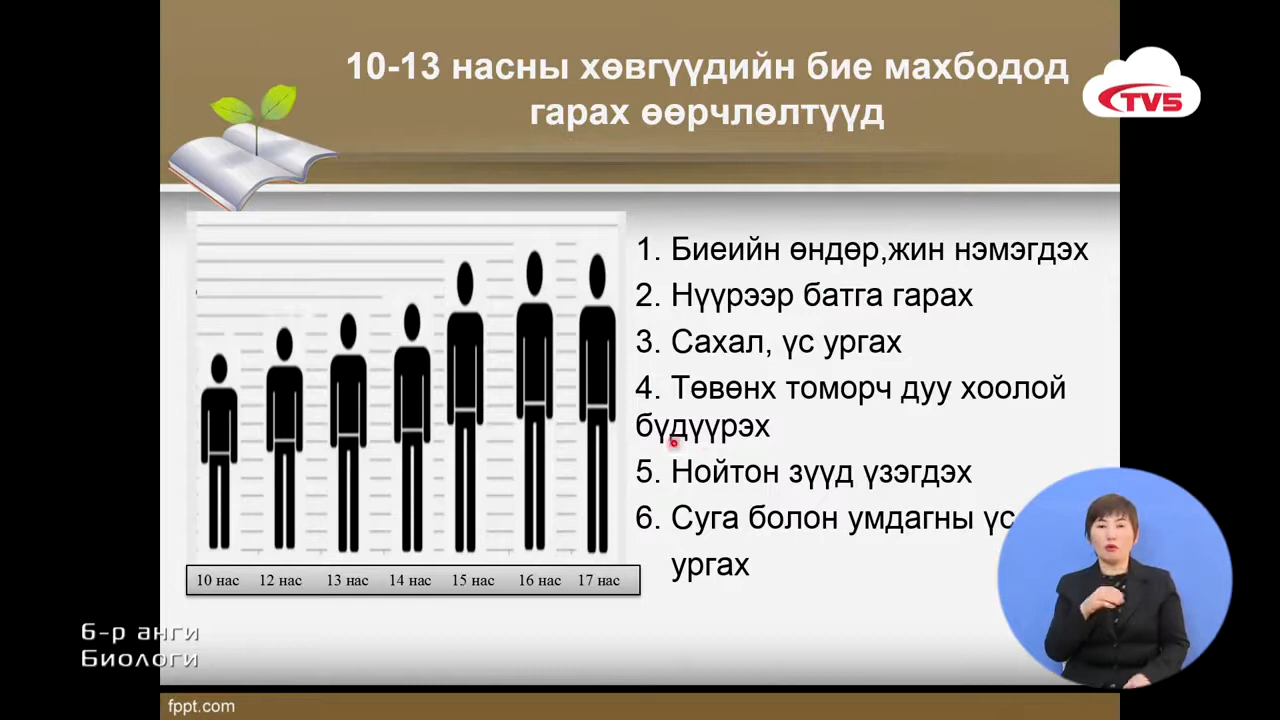 10-13 насны хөвгүүдийн бие махбодод
гарах өөрчлөлтүүд
TV5
1. Биеийн өндөр,жин нэмэгдэх
2. Нүүрээр батга гарах
3. Сахал, үс ургах
4. Төвөнх томорч дуу хоолой
бүдүүрэх
5. Нойтон зүүд үзэгдэх
6. Суга болон умдагны үс
ургах
10 нас 12 нас 13 нас 14 нас 15 нас 16 нас 17 нас
6-р анги
Биологи
fppt.com